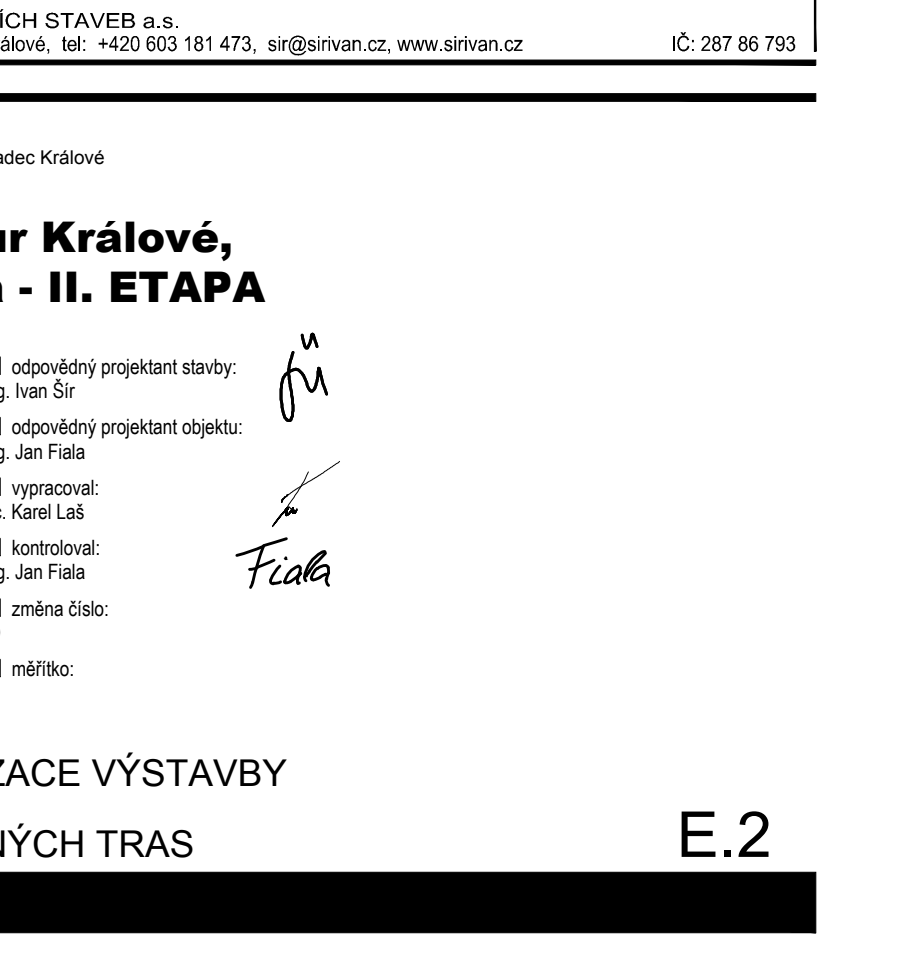 ÍCH STAVEB a.s.
álové, tel: +420 603 181 473, sir@sirivan.cz, www.sirivan.cz IČ: 287 86 793
adec Králové
ur Králové,
a - II. ETAPA
odpovědný projektant stavby:
g. Ivan Šír
odpovědný projektant objektu:
g. Jan Fiala
vypracoval:
c. Karel Laš
kontroloval:
g. Jan Fiala
Fiala
změna číslo:
měřítko:
ZACE VÝSTAVBY
NÝCH TRAS
E.2